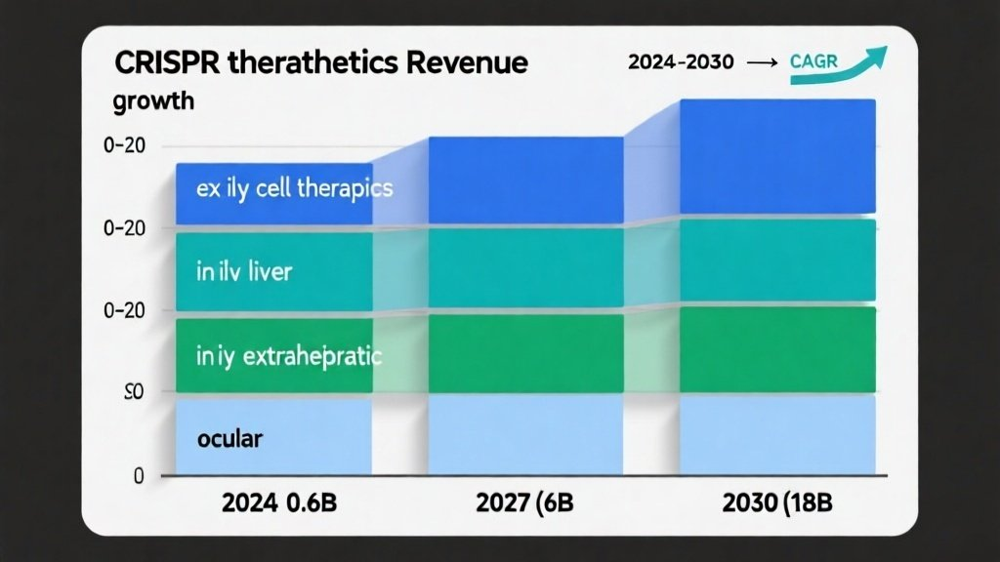 CRISPR therathetics Revenue
growth
2024-2030 → CAGR
0-20
0-20
0-20
S0
0
ex ily cell therapics
in ilv liver
in iy extrahepratic
ocular
2024 0.6B
2027 (6B
2030 (18B